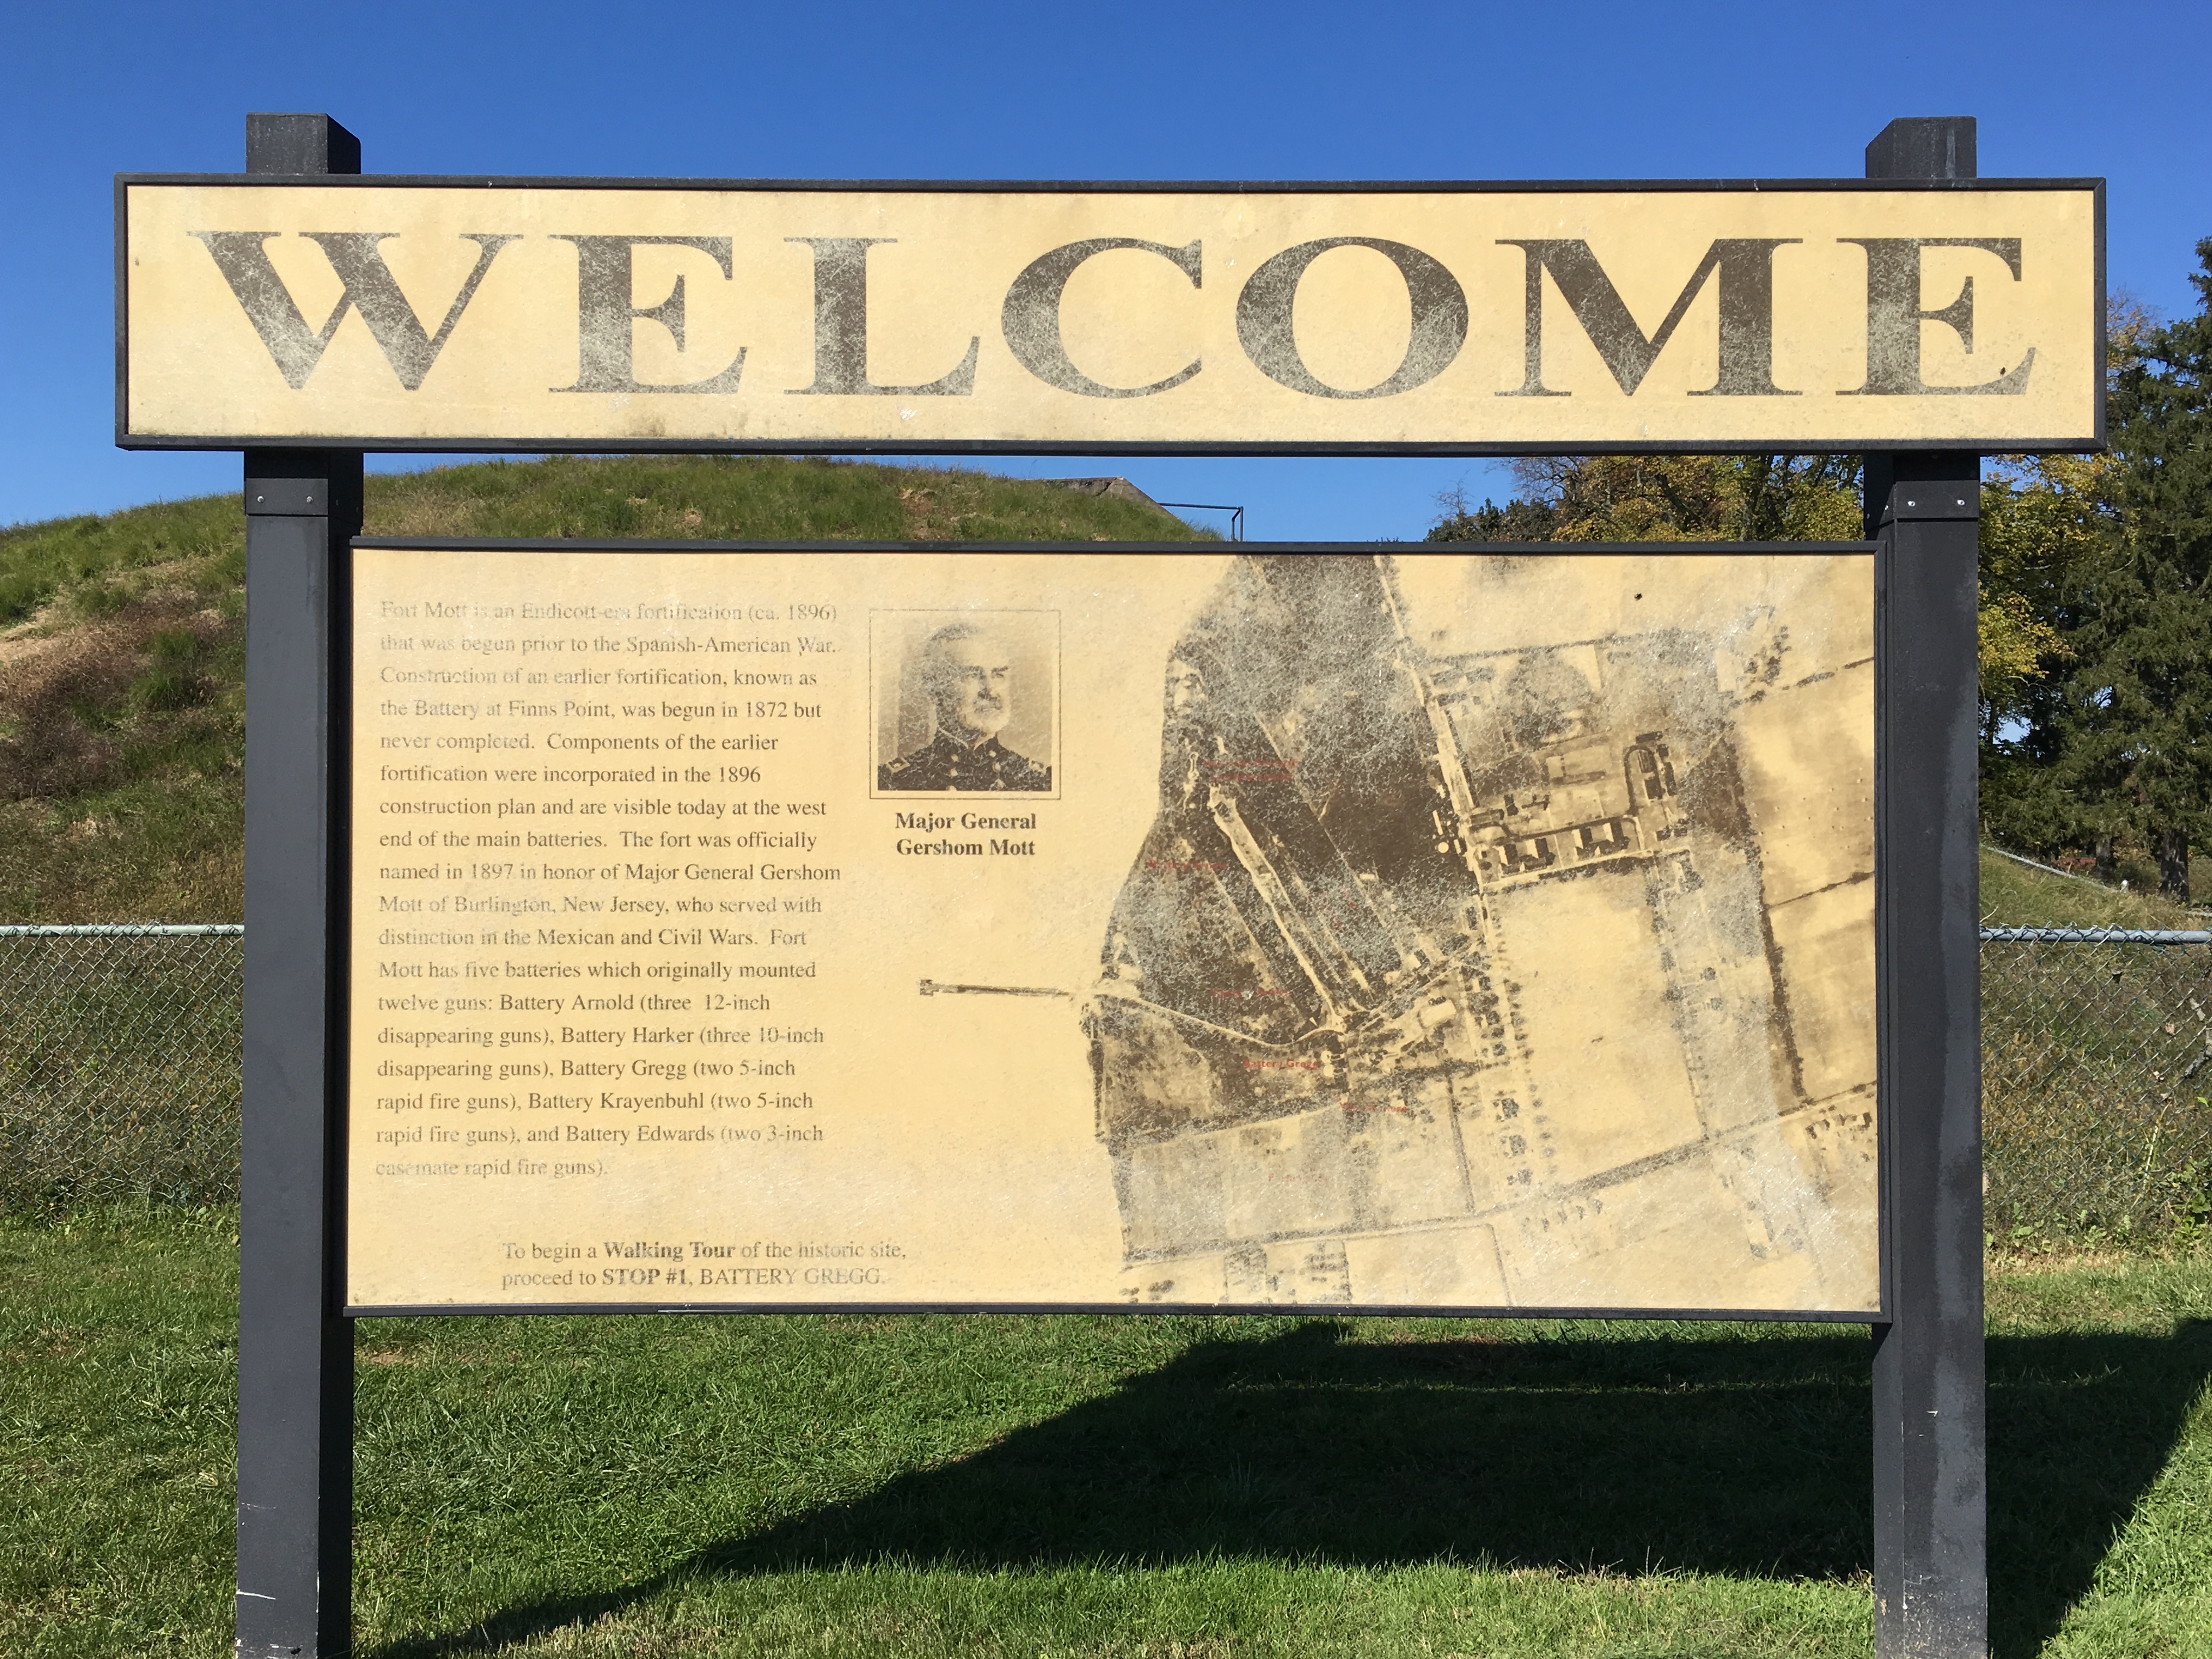 WELCOME
Fort Mott is an Endicott-era fortification (ca. 1896)
that was begun prior to the Spanish-American War.
Construction of an earlier fortification, known as
the Battery at Finns Point, was begun in 1872 but
never completed. Components of the earlier
fortification were incorporated in the 1896
construction plan and are visible today at the west
end of the main batteries. The fort was officially
named in 1897 in honor of Major General Gershom
Mott of Burlington, New Jersey, who served with
distinction in the Mexican and Civil Wars. Fort
Mott has five batteries which originally mounted
twelve guns: Battery Arnold (three 12-inch
disappearing guns), Battery Harker (three 10-inch
disappearing guns), Battery Gregg (two 5-inch
rapid fire guns), Battery Krayenbuhl (two 5-inch
rapid fire guns), and Battery Edwards (two 3-inch
casemate rapid fire guns).
To begin a Walking Tour of the historic site,
proceed to STOP #1, BATTERY GREGG.
Major General
Gershom Mott
Battery Gregg